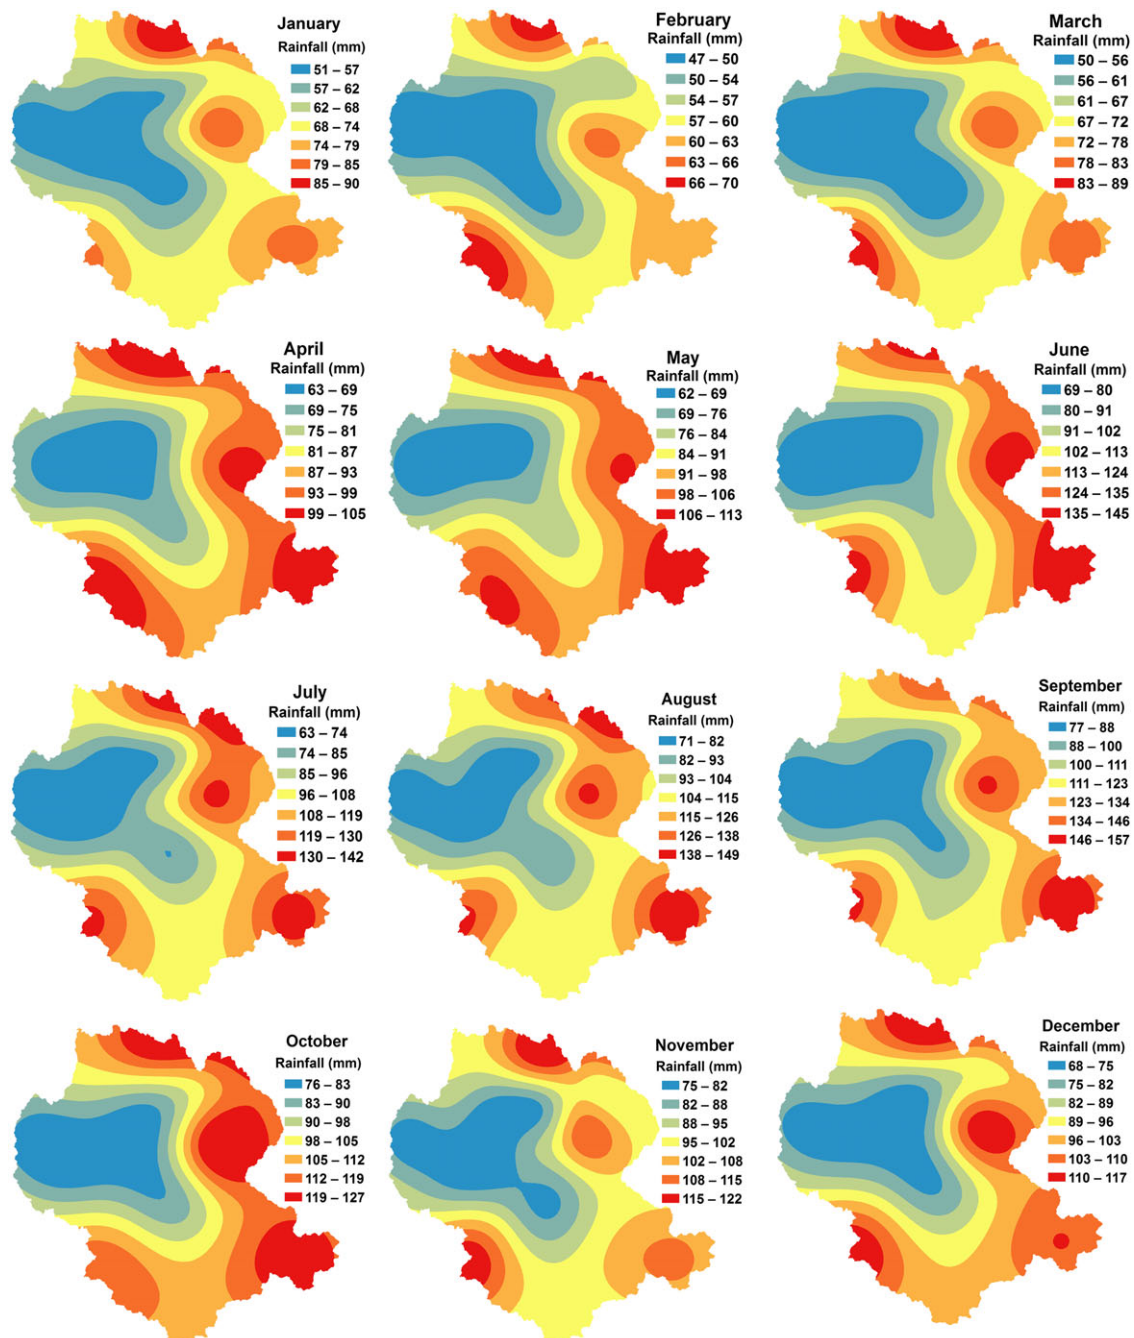 January
Rainfall (mm)
51 – 57
57 – 62
62 – 68
68 – 74
74 – 79
79 – 85
85 – 90
February
Rainfall (mm)
47 – 50
50 – 54
54 – 57
57 – 60
60 – 63
63 – 66
66 – 70
March
Rainfall (mm)
50 – 56
56 – 61
61 – 67
67 – 72
72 – 78
78 – 83
83 – 89
April
Rainfall (mm)
63 – 69
69 – 75
75 – 81
81 – 87
87 – 93
93 – 99
99 – 105
May
Rainfall (mm)
62 – 69
69 – 76
76 – 84
84 – 91
91 – 98
98 – 106
106 – 113
June
Rainfall (mm)
69 – 80
80 – 91
91 – 102
102 – 113
113 – 124
124 – 135
135 – 145
July
Rainfall (mm)
63 – 74
74 – 85
85 – 96
96 – 108
108 – 119
119 – 130
130 – 142
August
Rainfall (mm)
71 – 82
82 – 93
93 – 104
104 – 115
115 – 126
126 – 138
138 – 149
September
Rainfall (mm)
77 – 88
88 – 100
100 – 111
111 – 123
123 – 134
134 – 146
146 – 157
October
Rainfall (mm)
76 – 83
83 – 90
90 – 98
98 – 105
105 – 112
112 – 119
119 – 127
November
Rainfall (mm)
75 – 82
82 – 88
88 – 95
95 – 102
102 – 108
108 – 115
115 – 122
December
Rainfall (mm)
68 – 75
75 – 82
82 – 89
89 – 96
96 – 103
103 – 110
110 – 117